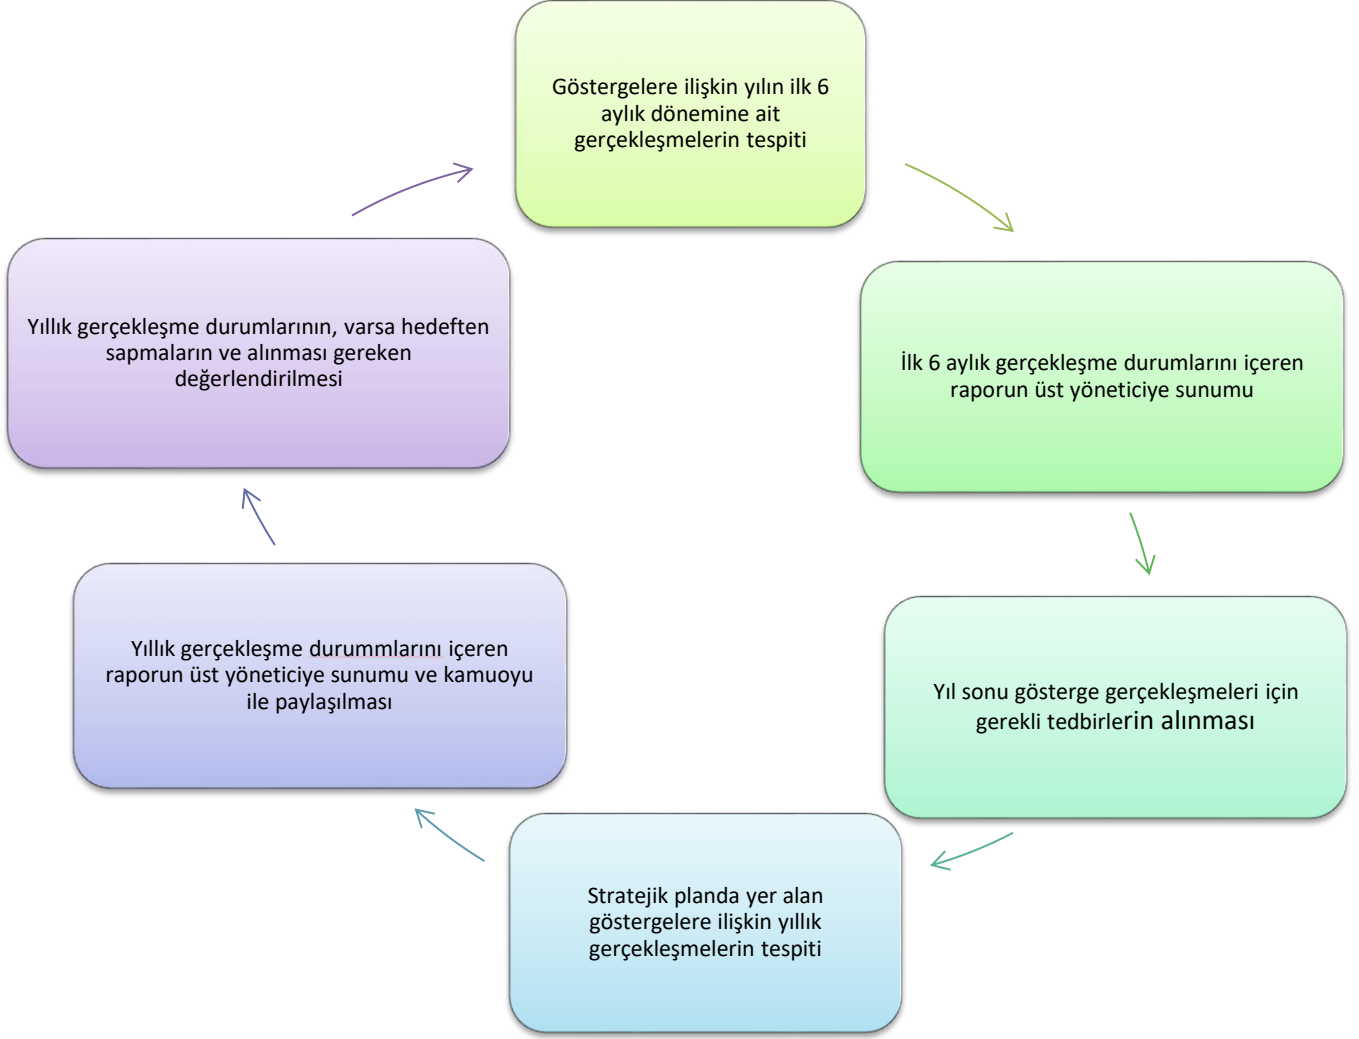 Göstergelere ilişkin yılın ilk 6
aylık dönemine ait
gerçekleşmelerin tespiti
İlk 6 aylık gerçekleşme durumlarını içeren
raporun üst yöneticiye sunumu
Yıl sonu gösterge gerçekleşmeleri için
gerekli tedbirlerin alınması
Stratejik planda yer alan
göstergelere ilişkin yıllık
gerçekleşmelerin tespiti
Yıllık gerçekleşme durummlarını içeren
raporun üst yöneticiye sunumu ve kamuoyu
ile paylaşılması
Yıllık gerçekleşme durumlarının, varsa hedeften
sapmaların ve alınması gereken
değerlendirilmesi